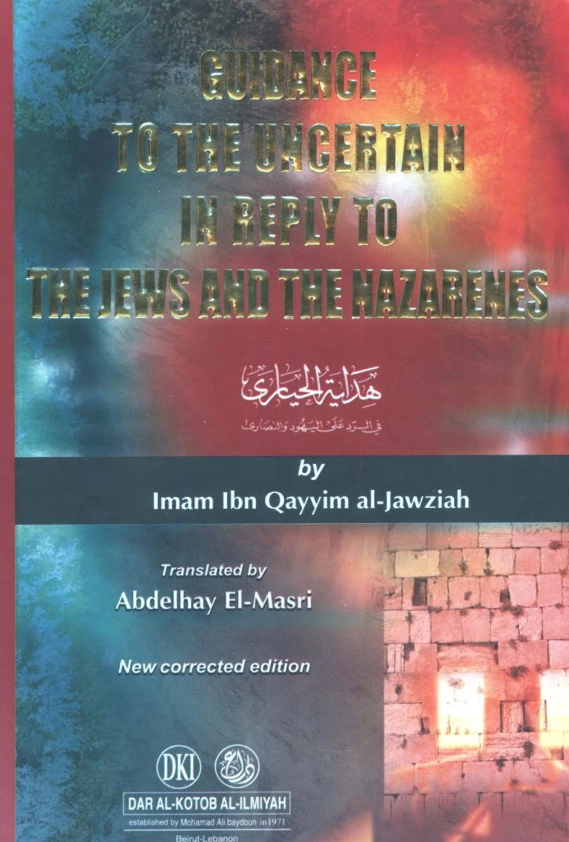 GUIDANCE
TO THE UNCERTAIN
IN REPLY TO
THE JEWS AND THE NAZARENES
هداية الحيارى
في الرد على اليهود والنصارى
by
Imam Ibn Qayyim al-Jawziah
Translated by
Abdelhay El-Masri
New corrected edition
DKI
DAR AL-KOTOB AL-ILMIYAH
established by Mohamad Ali baydoun in 1971
Beirut-Lebanon